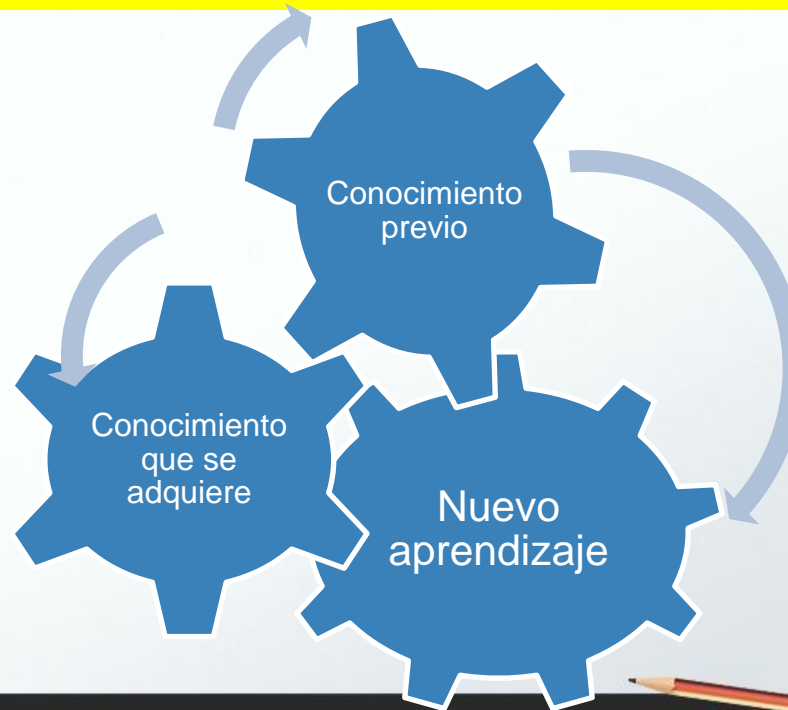 Conocimiento
previo
Conocimiento
que se
adquiere
Nuevo
aprendizaje